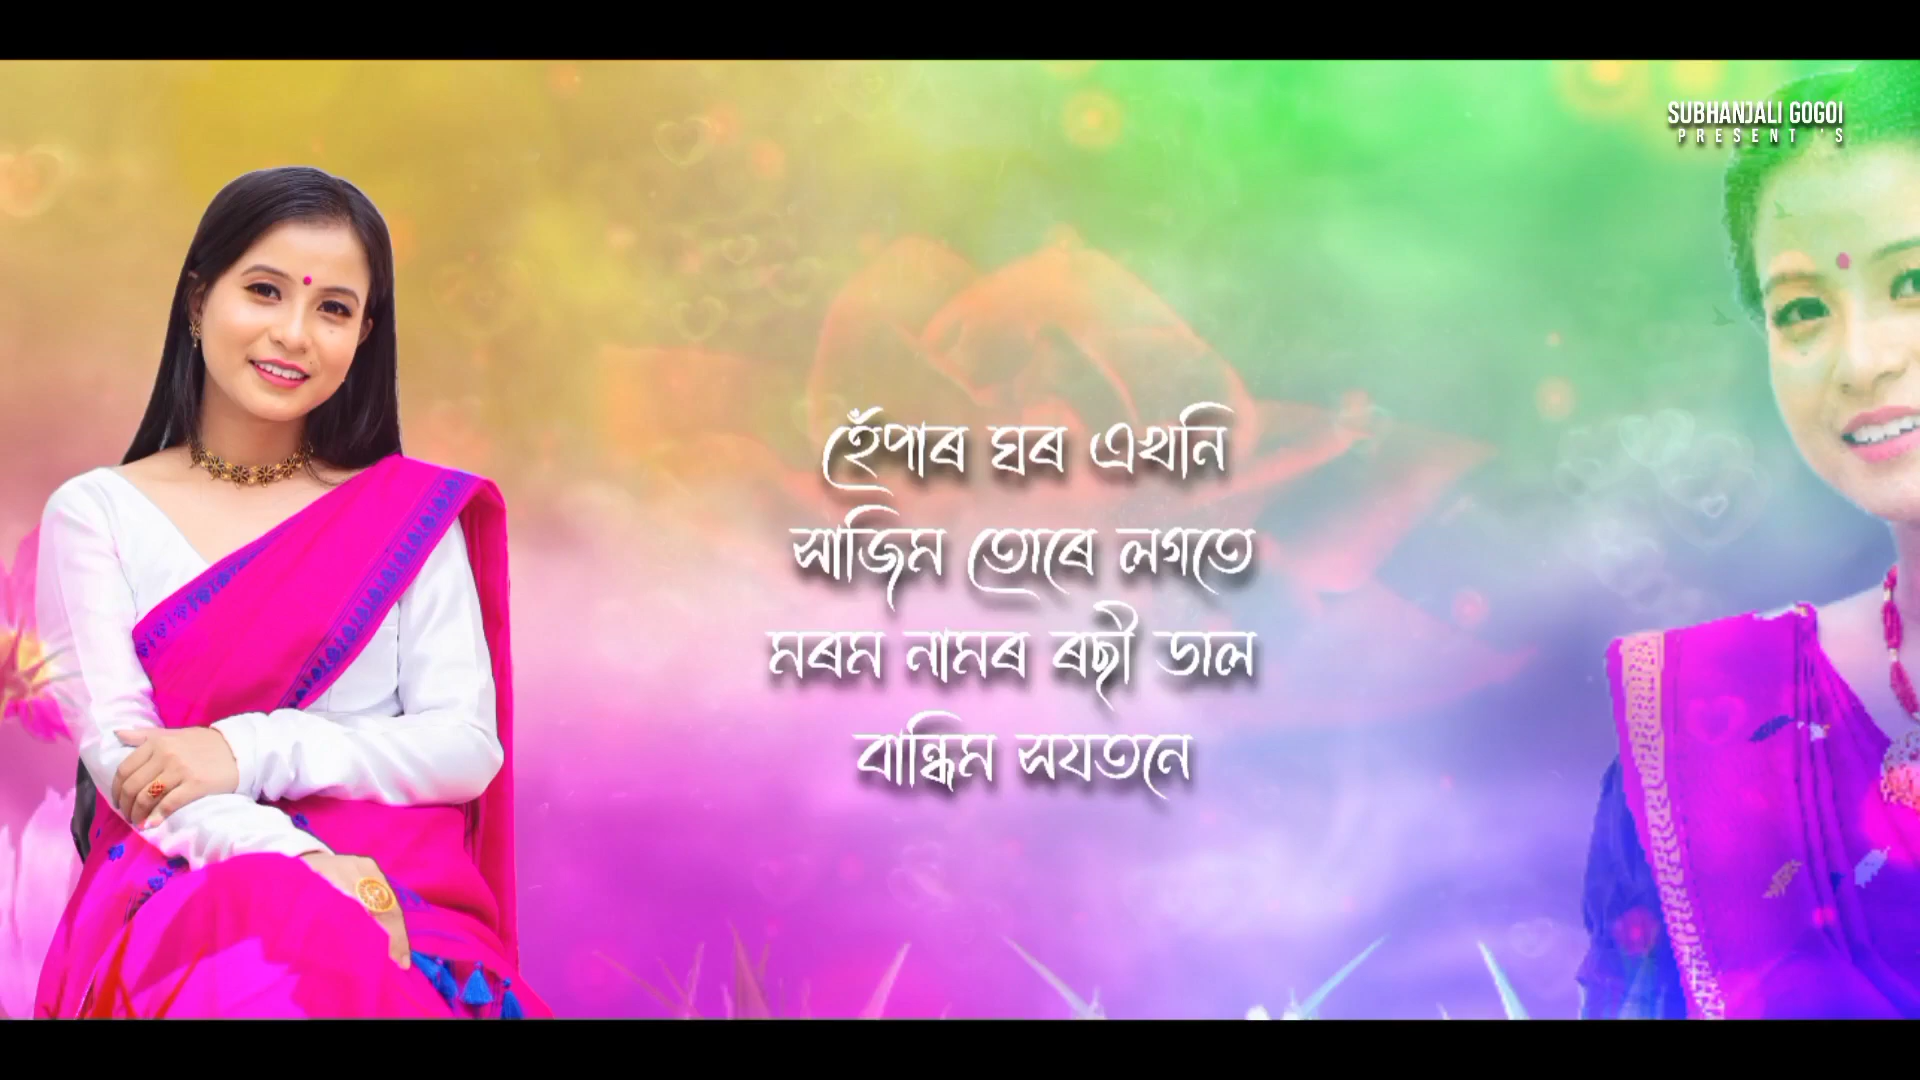 SUBHANJALI GOGOI
PRESENT 'S
হেঁপাৰ ঘৰ এখনি
সাজিম তোৰে লগতে
মৰম নামৰ ৰছী ডাল
বান্ধিম সযতনে